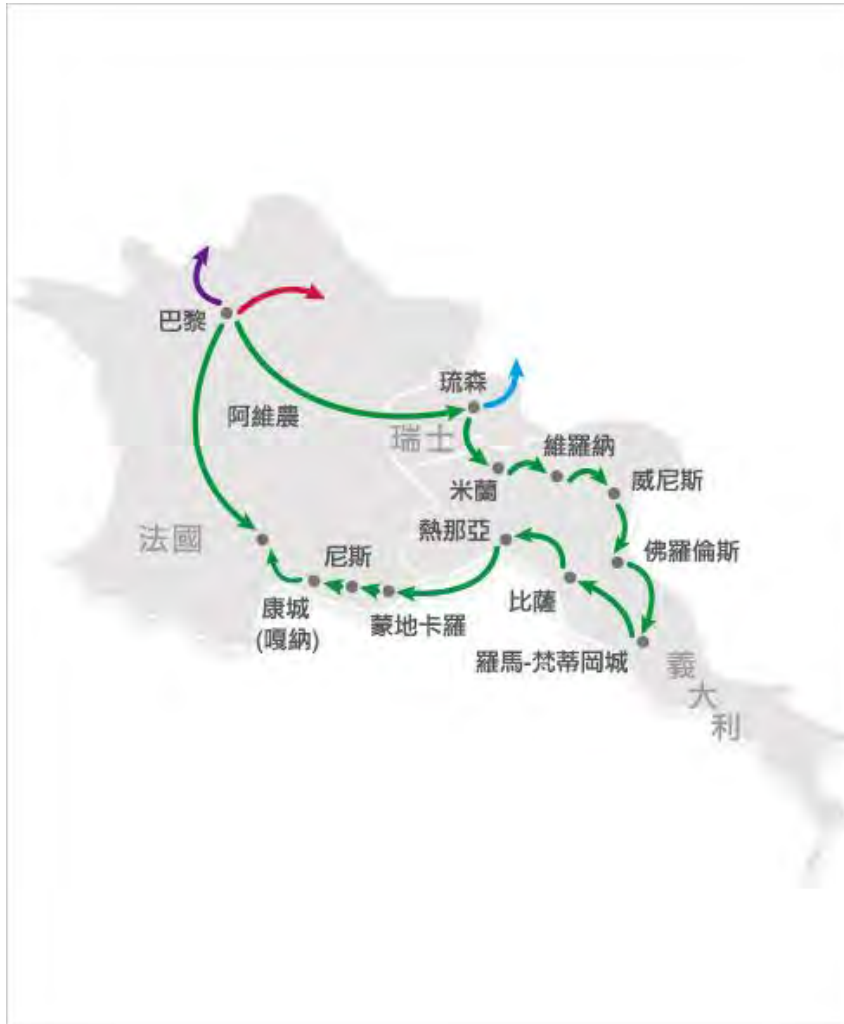 巴黎
琉森
阿維農
瑞士
維羅納
米蘭
威尼斯
熱那亞
法國
尼斯
佛羅倫斯
康城
(嘎納)
蒙地卡羅
比薩
羅馬-梵蒂岡城
義
大
利